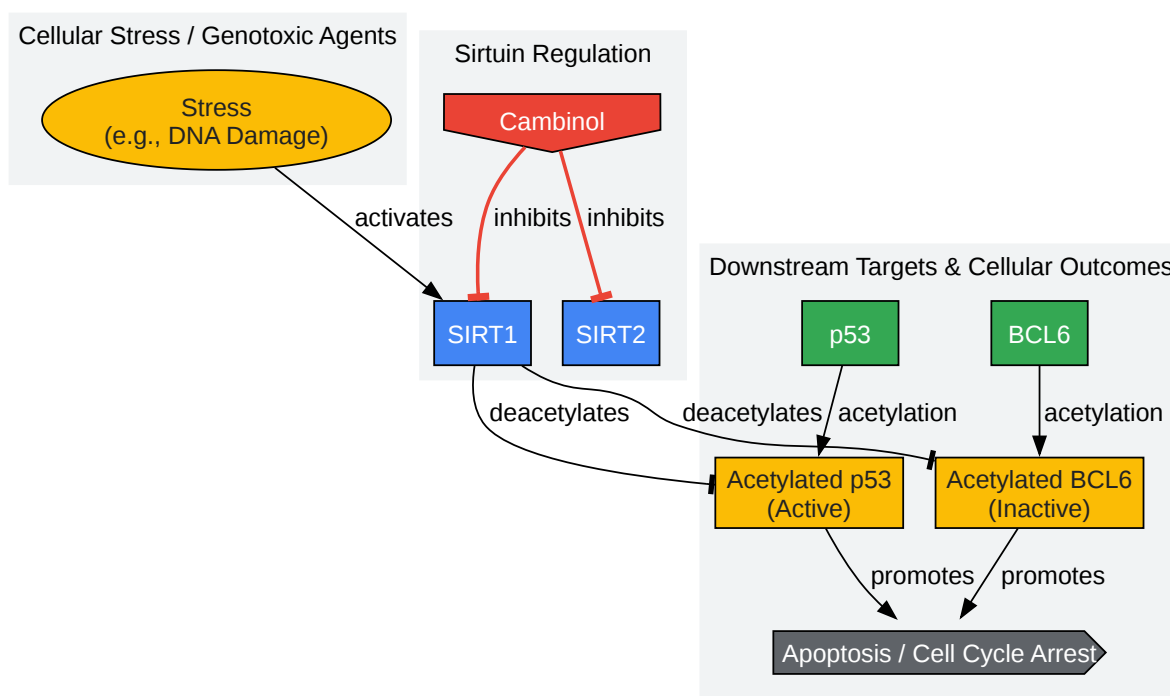 Cellular Stress / Genotoxic Agents
Stress
(e.g., DNA Damage)
Sirtuin Regulation
Cambinol
activates
inhibits
inhibits
SIRT1
SIRT2
Downstream Targets & Cellular Outcomes
p53
BCL6
deacetylates
deacetylates
acetylation
acetylation
Acetylated p53
(Active)
Acetylated BCL6
(Inactive)
promotes
promotes
Apoptosis / Cell Cycle Arrest